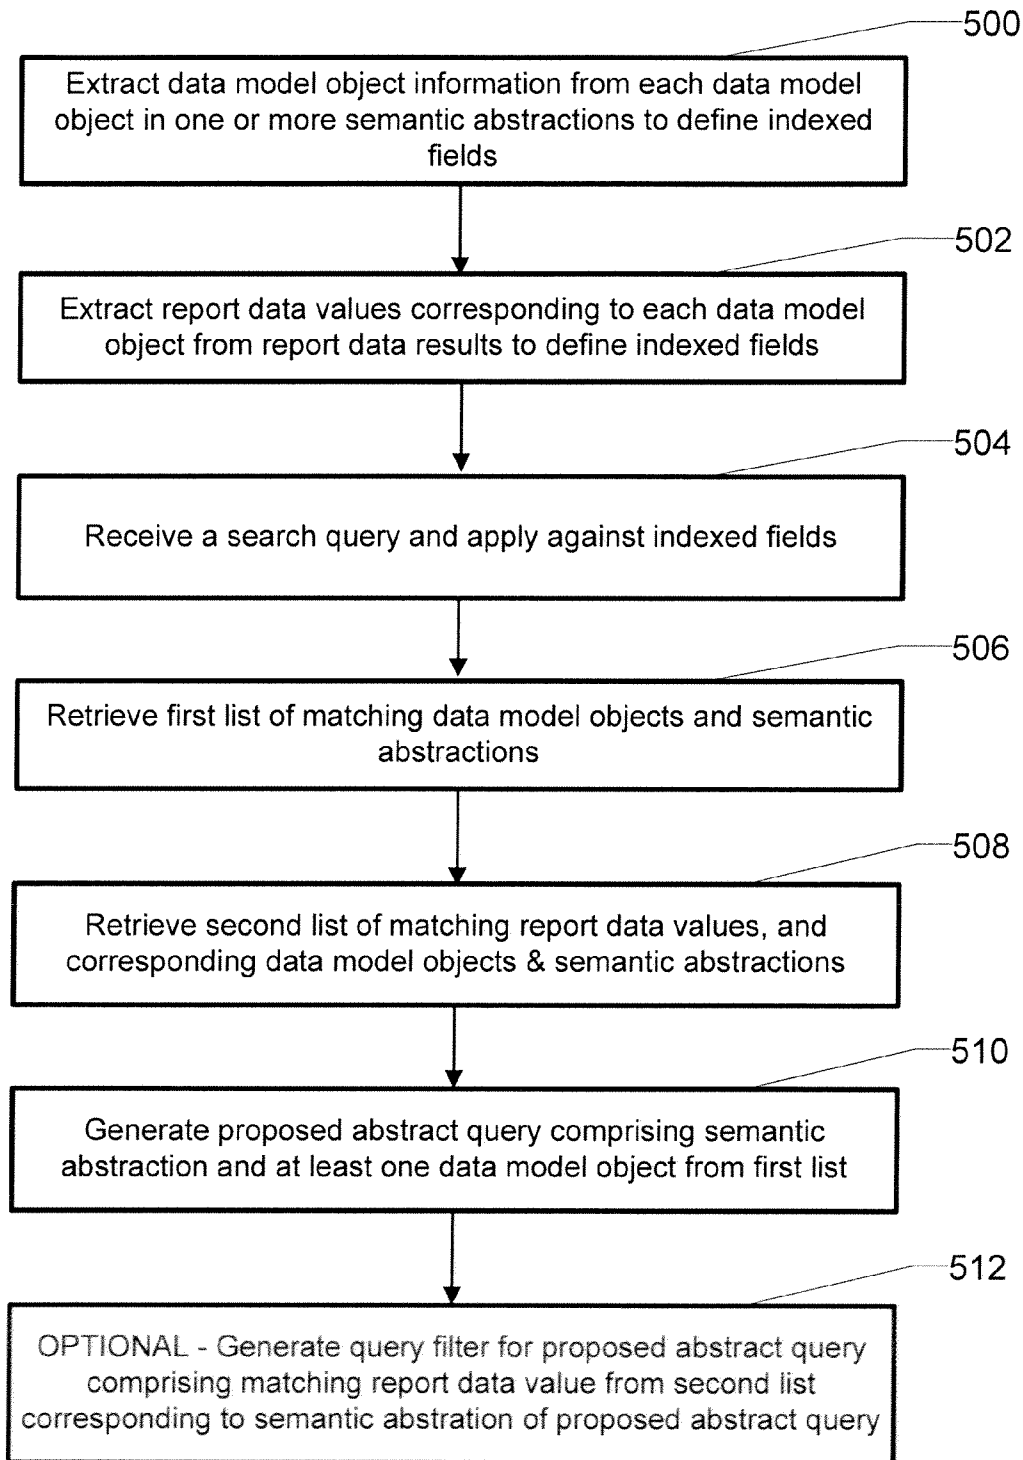 500
Extract data model object information from each data model
object in one or more semantic abstractions to define indexed
fields
502
Extract report data values corresponding to each data model
object from report data results to define indexed fields
504
Receive a search query and apply against indexed fields
506
Retrieve first list of matching data model objects and semantic
abstractions
508
Retrieve second list of matching report data values, and
corresponding data model objects & semantic abstractions
510
Generate proposed abstract query comprising semantic
abstraction and at least one data model object from first list
512
OPTIONAL - Generate query filter for proposed abstract query
comprising matching report data value from second list
corresponding to semantic abstration of proposed abstract query